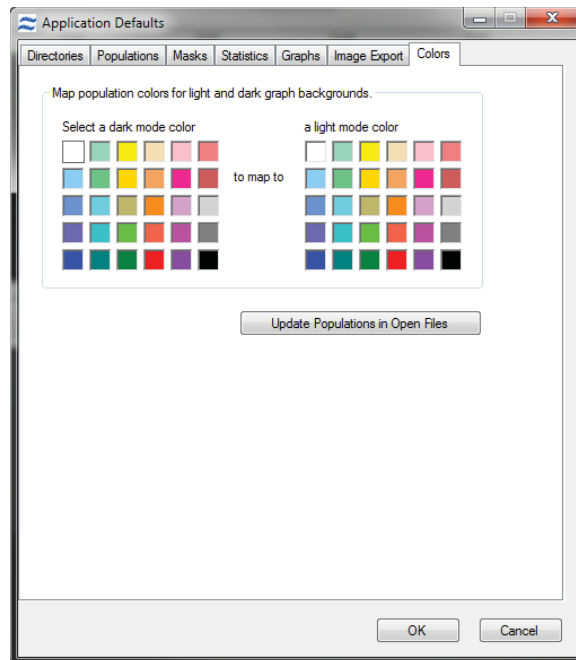 Application Defaults
Directories Populations Masks Statistics Graphs Image Export Colors
Map population colors for light and dark graph backgrounds.
Select a dark mode color a light mode color
to map to
Update Populations in Open Files
OK Cancel